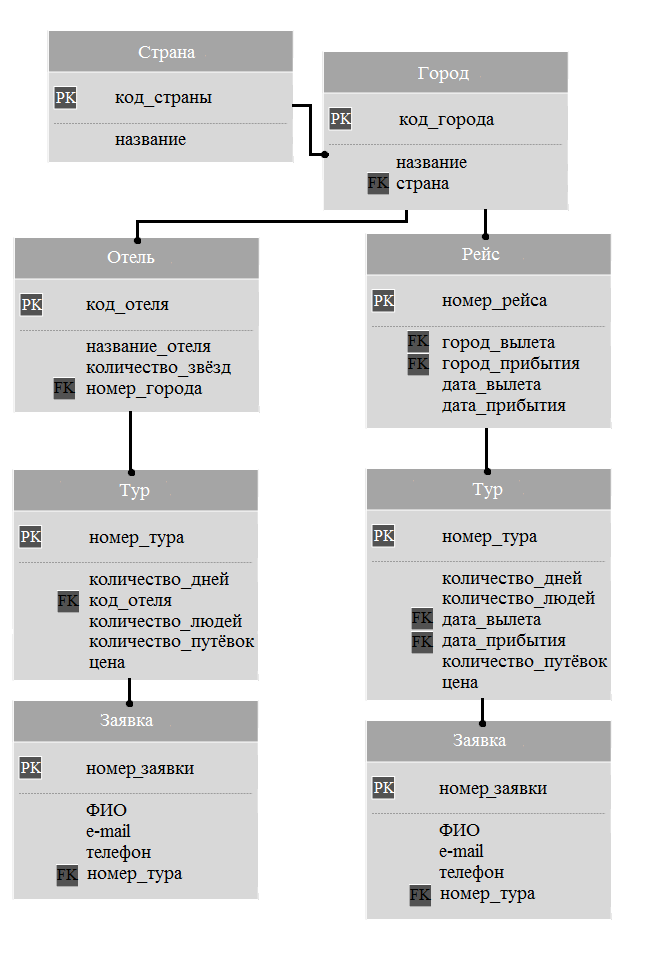 Страна
PK код_страны
название
Город
PK код_города
название
FK страна
Отель
PK код_отеля
название_отеля
количество_звёзд
FK номер_города
Рейс
PK номер_рейса
FK город_вылета
FK город_прибытия
дата_вылета
дата_прибытия
Тур
PK номер_тура
количество_дней
FK код_отеля
количество_людей
количество_путёвок
цена
Тур
PK номер_тура
количество_дней
количество_людей
FK дата_вылета
FK дата_прибытия
количество_путёвок
цена
Заявка
PK номер_заявки
ФИО
e-mail
телефон
FK номер_тура
Заявка
PK номер_заявки
ФИО
e-mail
телефон
FK номер_тура